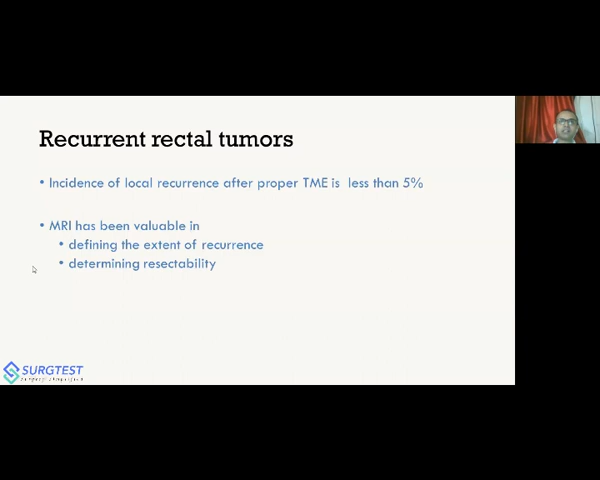 Recurrent rectal tumors
• Incidence of local recurrence after proper TME is less than 5%
• MRI has been valuable in
• defining the extent of recurrence
• determining resectability
SURGTEST